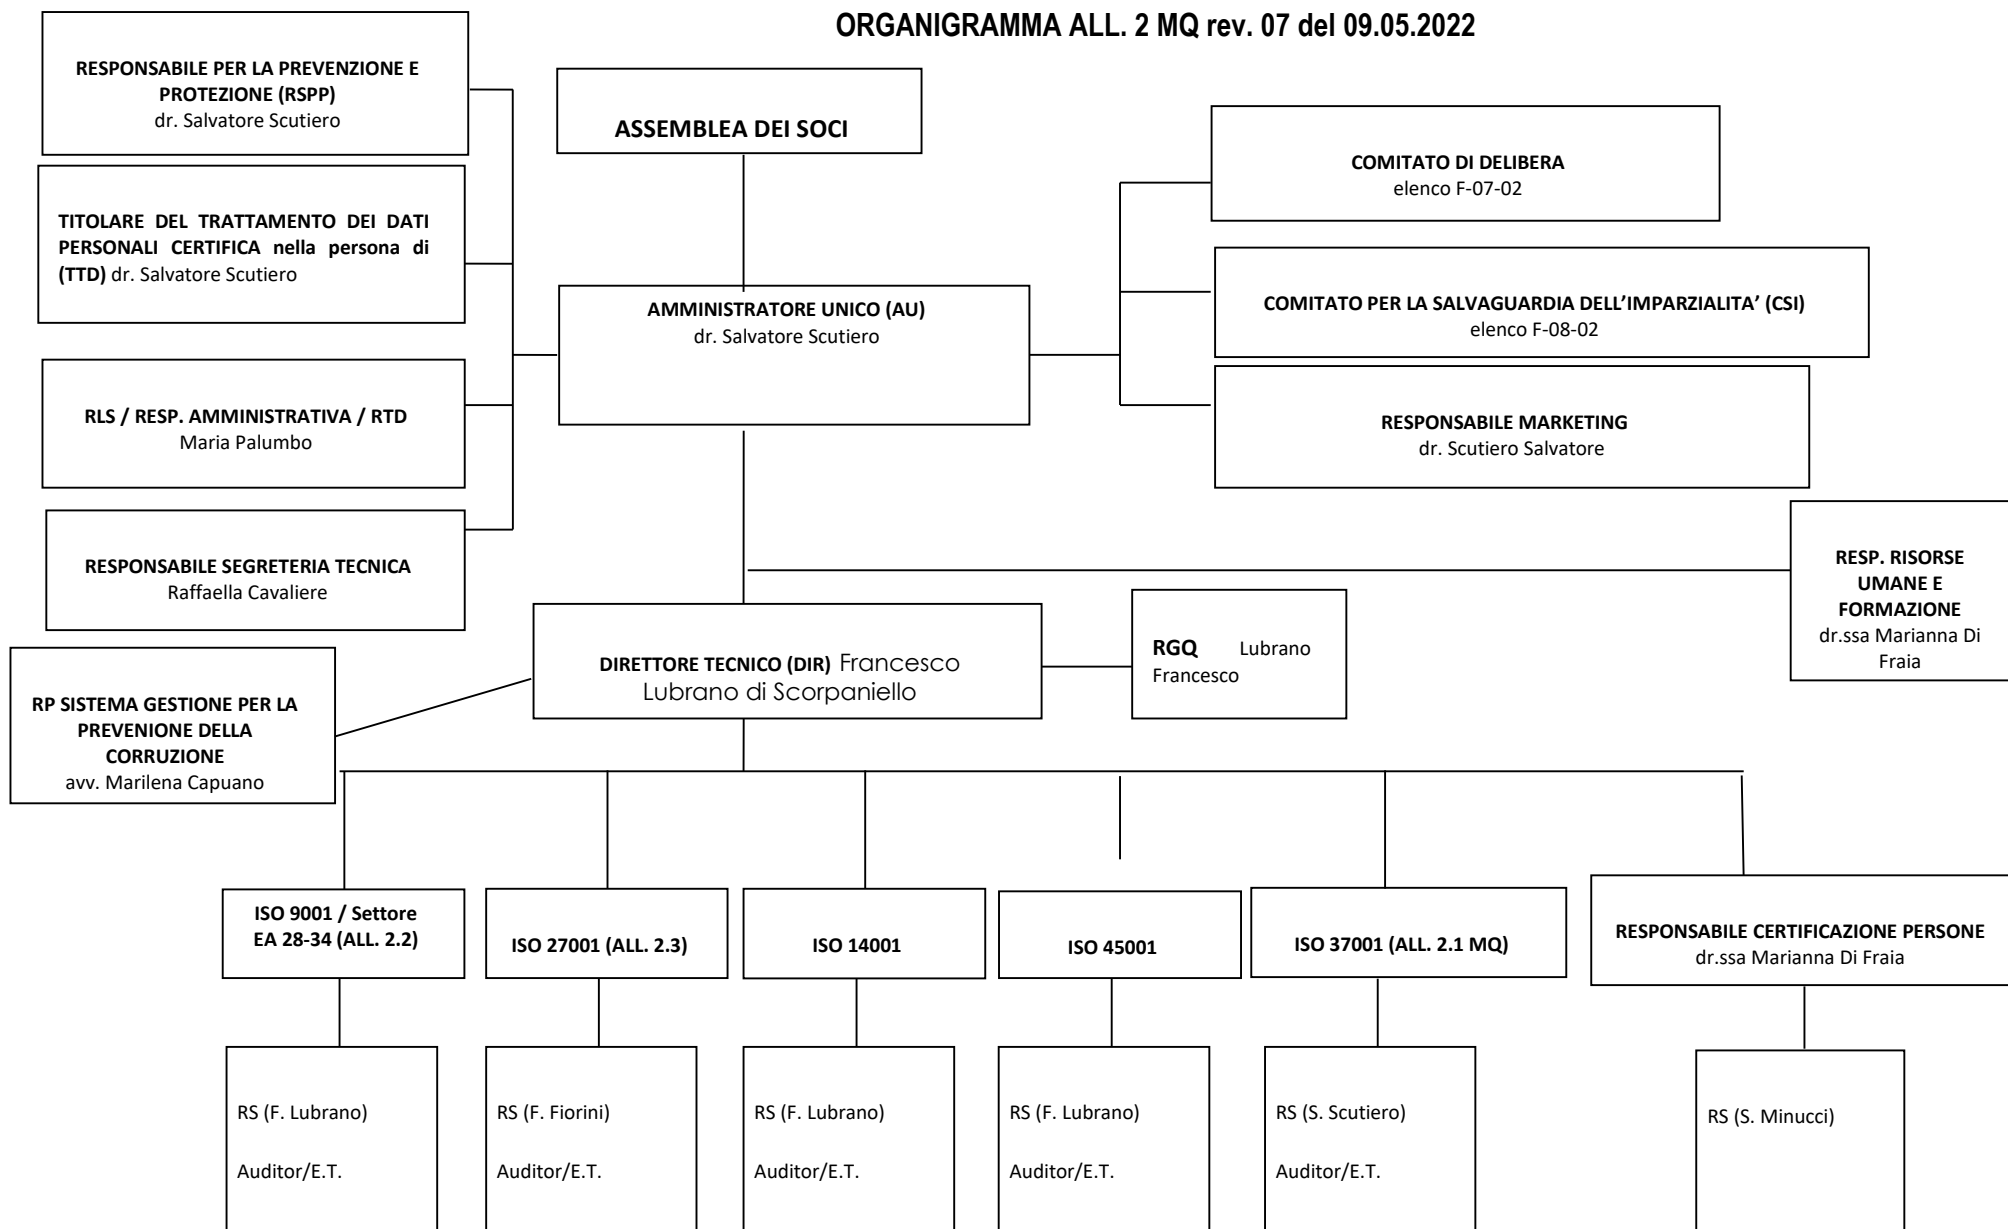 ORGANIGRAMMA ALL. 2 MQ rev. 07 del 09.05.2022
RESPONSABILE PER LA PREVENZIONE E
PROTEZIONE (RSPP)
dr. Salvatore Scutiero
ASSEMBLEA DEI SOCI
COMITATO DI DELIBERA
elenco F-07-02
TITOLARE DEL TRATTAMENTO DEI DATI
PERSONALI CERTIFICA nella persona di
(TTD) dr. Salvatore Scutiero
AMMINISTRATORE UNICO (AU)
dr. Salvatore Scutiero
COMITATO PER LA SALVAGUARDIA DELL’IMPARZIALITA’ (CSI)
elenco F-08-02
RLS / RESP. AMMINISTRATIVA / RTD
Maria Palumbo
RESPONSABILE MARKETING
dr. Scutiero Salvatore
RESPONSABILE SEGRETERIA TECNICA
Raffaella Cavaliere
RESP. RISORSE
UMANE E
FORMAZIONE
dr.ssa Marianna Di
Fraia
DIRETTORE TECNICO (DIR) Francesco
Lubrano di Scorpaniello
RGQ Lubrano
Francesco
RP SISTEMA GESTIONE PER LA
PREVENIONE DELLA
CORRUZIONE
avv. Marilena Capuano
ISO 9001 / Settore
EA 28-34 (ALL. 2.2)
ISO 27001 (ALL. 2.3)
ISO 14001
ISO 45001
ISO 37001 (ALL. 2.1 MQ)
RESPONSABILE CERTIFICAZIONE PERSONE
dr.ssa Marianna Di Fraia
RS (F. Lubrano)
Auditor/E.T.
RS (F. Fiorini)
Auditor/E.T.
RS (F. Lubrano)
Auditor/E.T.
RS (F. Lubrano)
Auditor/E.T.
RS (S. Scutiero)
Auditor/E.T.
RS (S. Minucci)